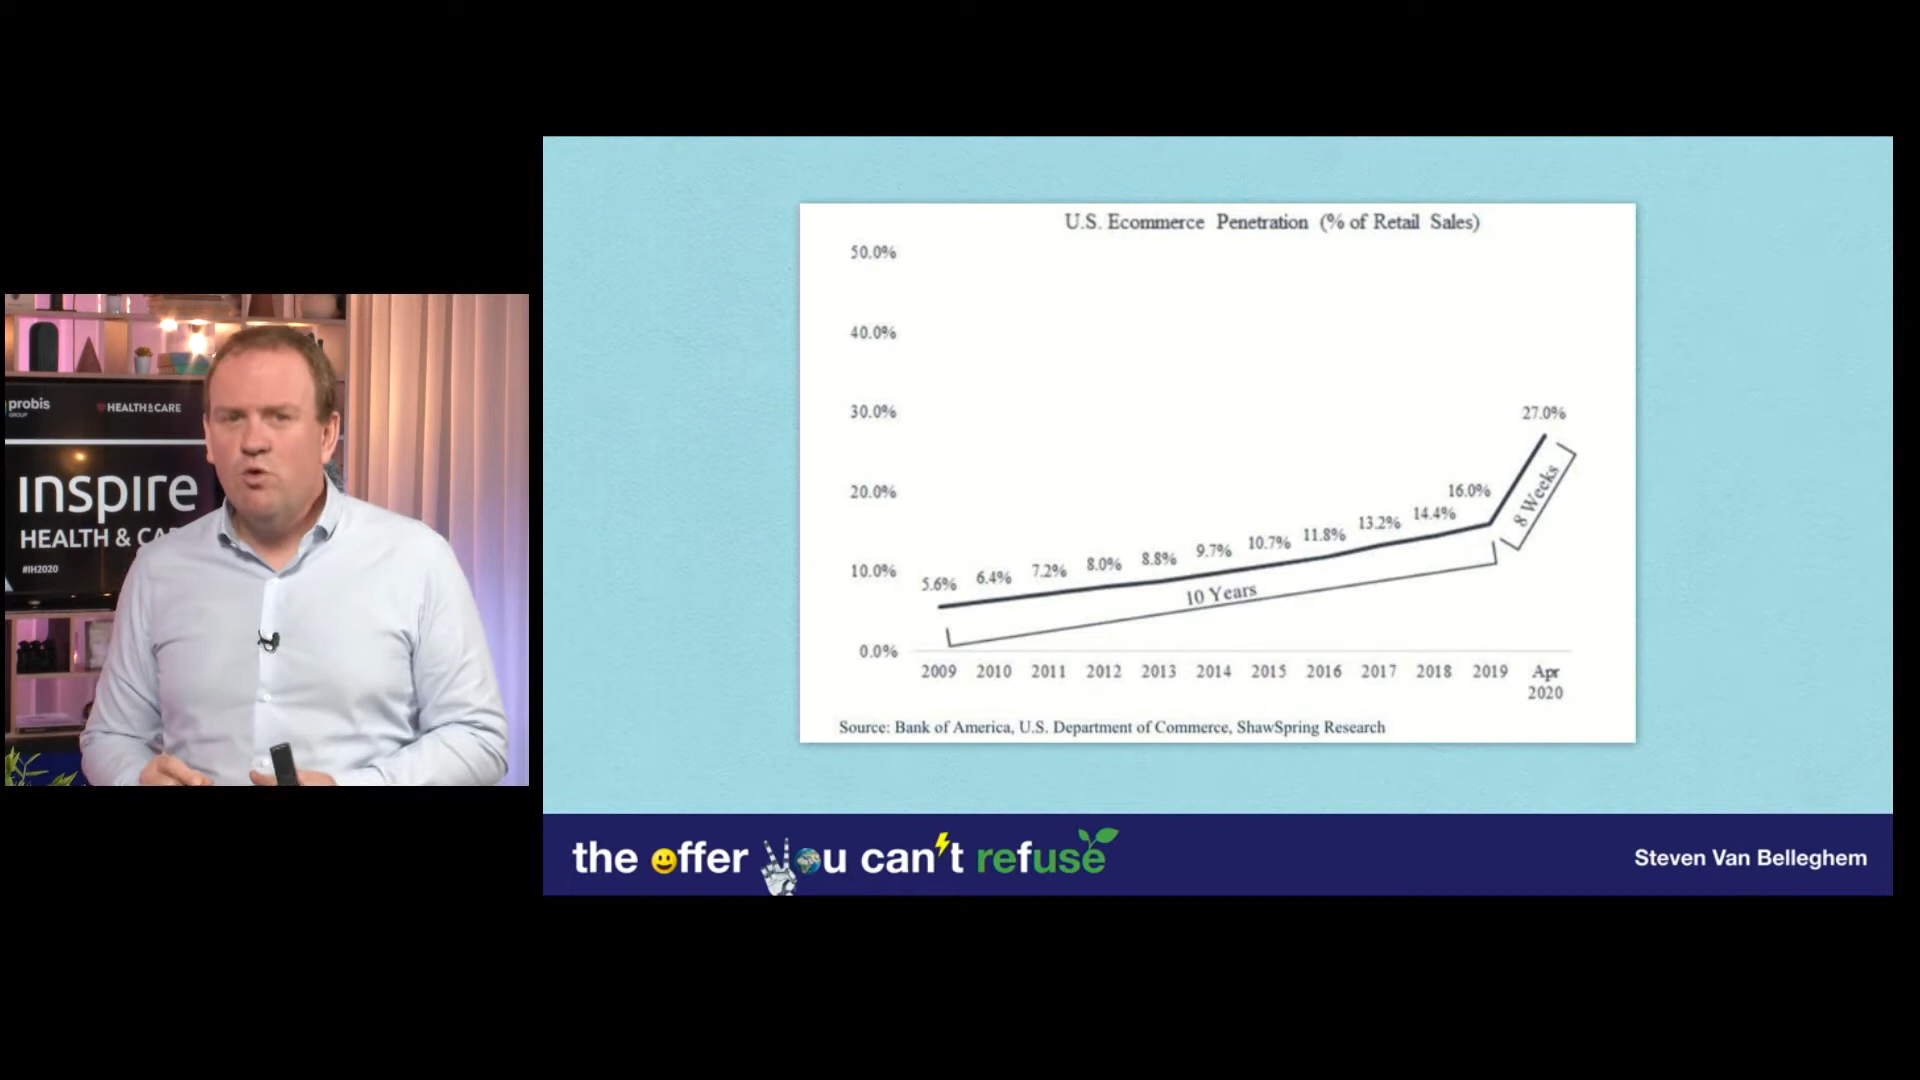 probis
GROUP
HEALTH&CARE
inspire
HEALTH & CA
#IH2020
U.S. Ecommerce Penetration (% of Retail Sales)
50.0%
40.0%
30.0%
20.0%
10.0%
0.0%
5.6%
6.4%
7.2%
8.0%
8.8%
9.7%
10.7%
11.8%
13.2%
14.4%
16.0%
27.0%
10 Years
8 Weeks
2009 2010 2011 2012 2013 2014 2015 2016 2017 2018 2019 Apr
2020
Source: Bank of America, U.S. Department of Commerce, ShawSpring Research
the offer you can't refuse
Steven Van Belleghem